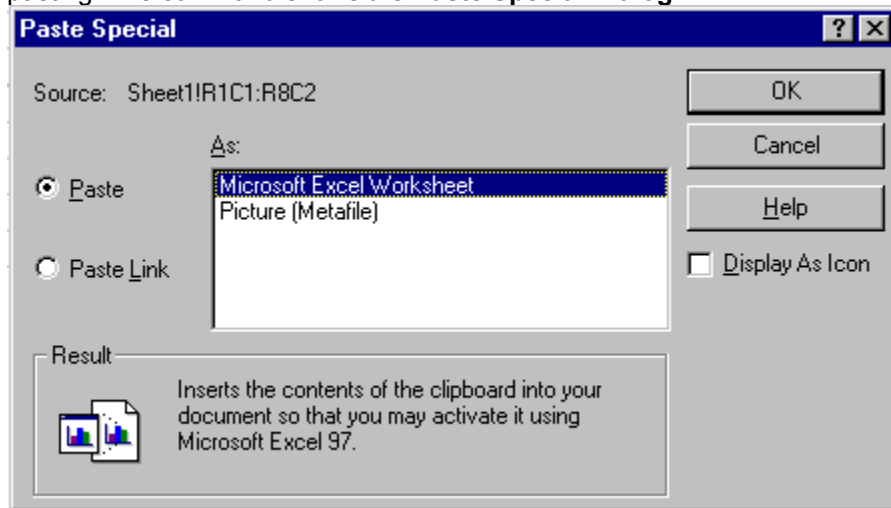 Paste Special
Source: Sheet1!R1C1:R8C2
OK
As:
Cancel
Paste
Microsoft Excel Worksheet
Picture (Metafile)
Help
Paste Link
Display As Icon
Result
Inserts the contents of the clipboard into your
document so that you may activate it using
Microsoft Excel 97.